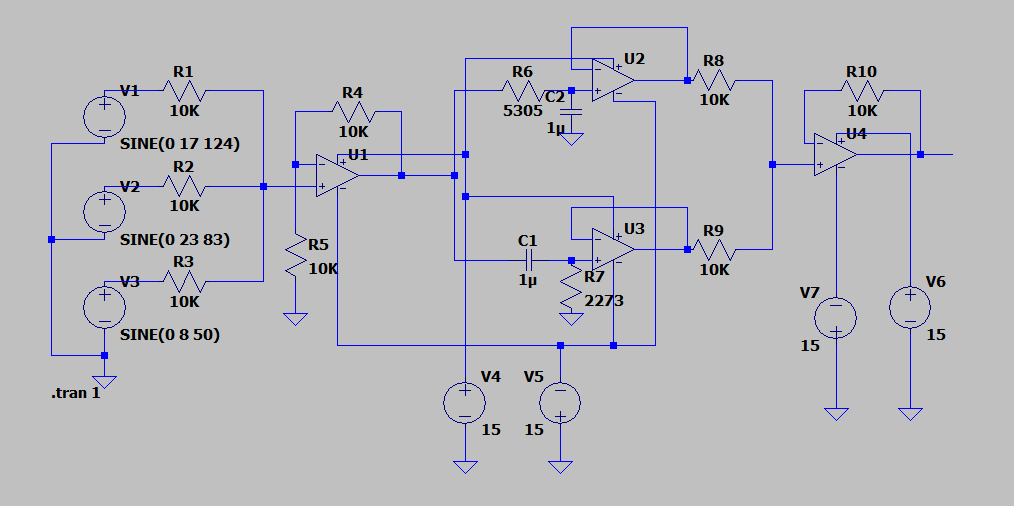 U2
R1
R6
R8
R10
V1
10K
R4
5305
C2
10K
10K
10K
1µ
U4
SINE(0 17 124)
U1
R2
V2
10K
SINE(0 23 83)
U3
C1
R9
R5
R3
10K
1µ
R7
10K
V3
10K
2273
V7
V6
SINE(0 8 50)
15
15
V4
V5
.tran 1
15
15